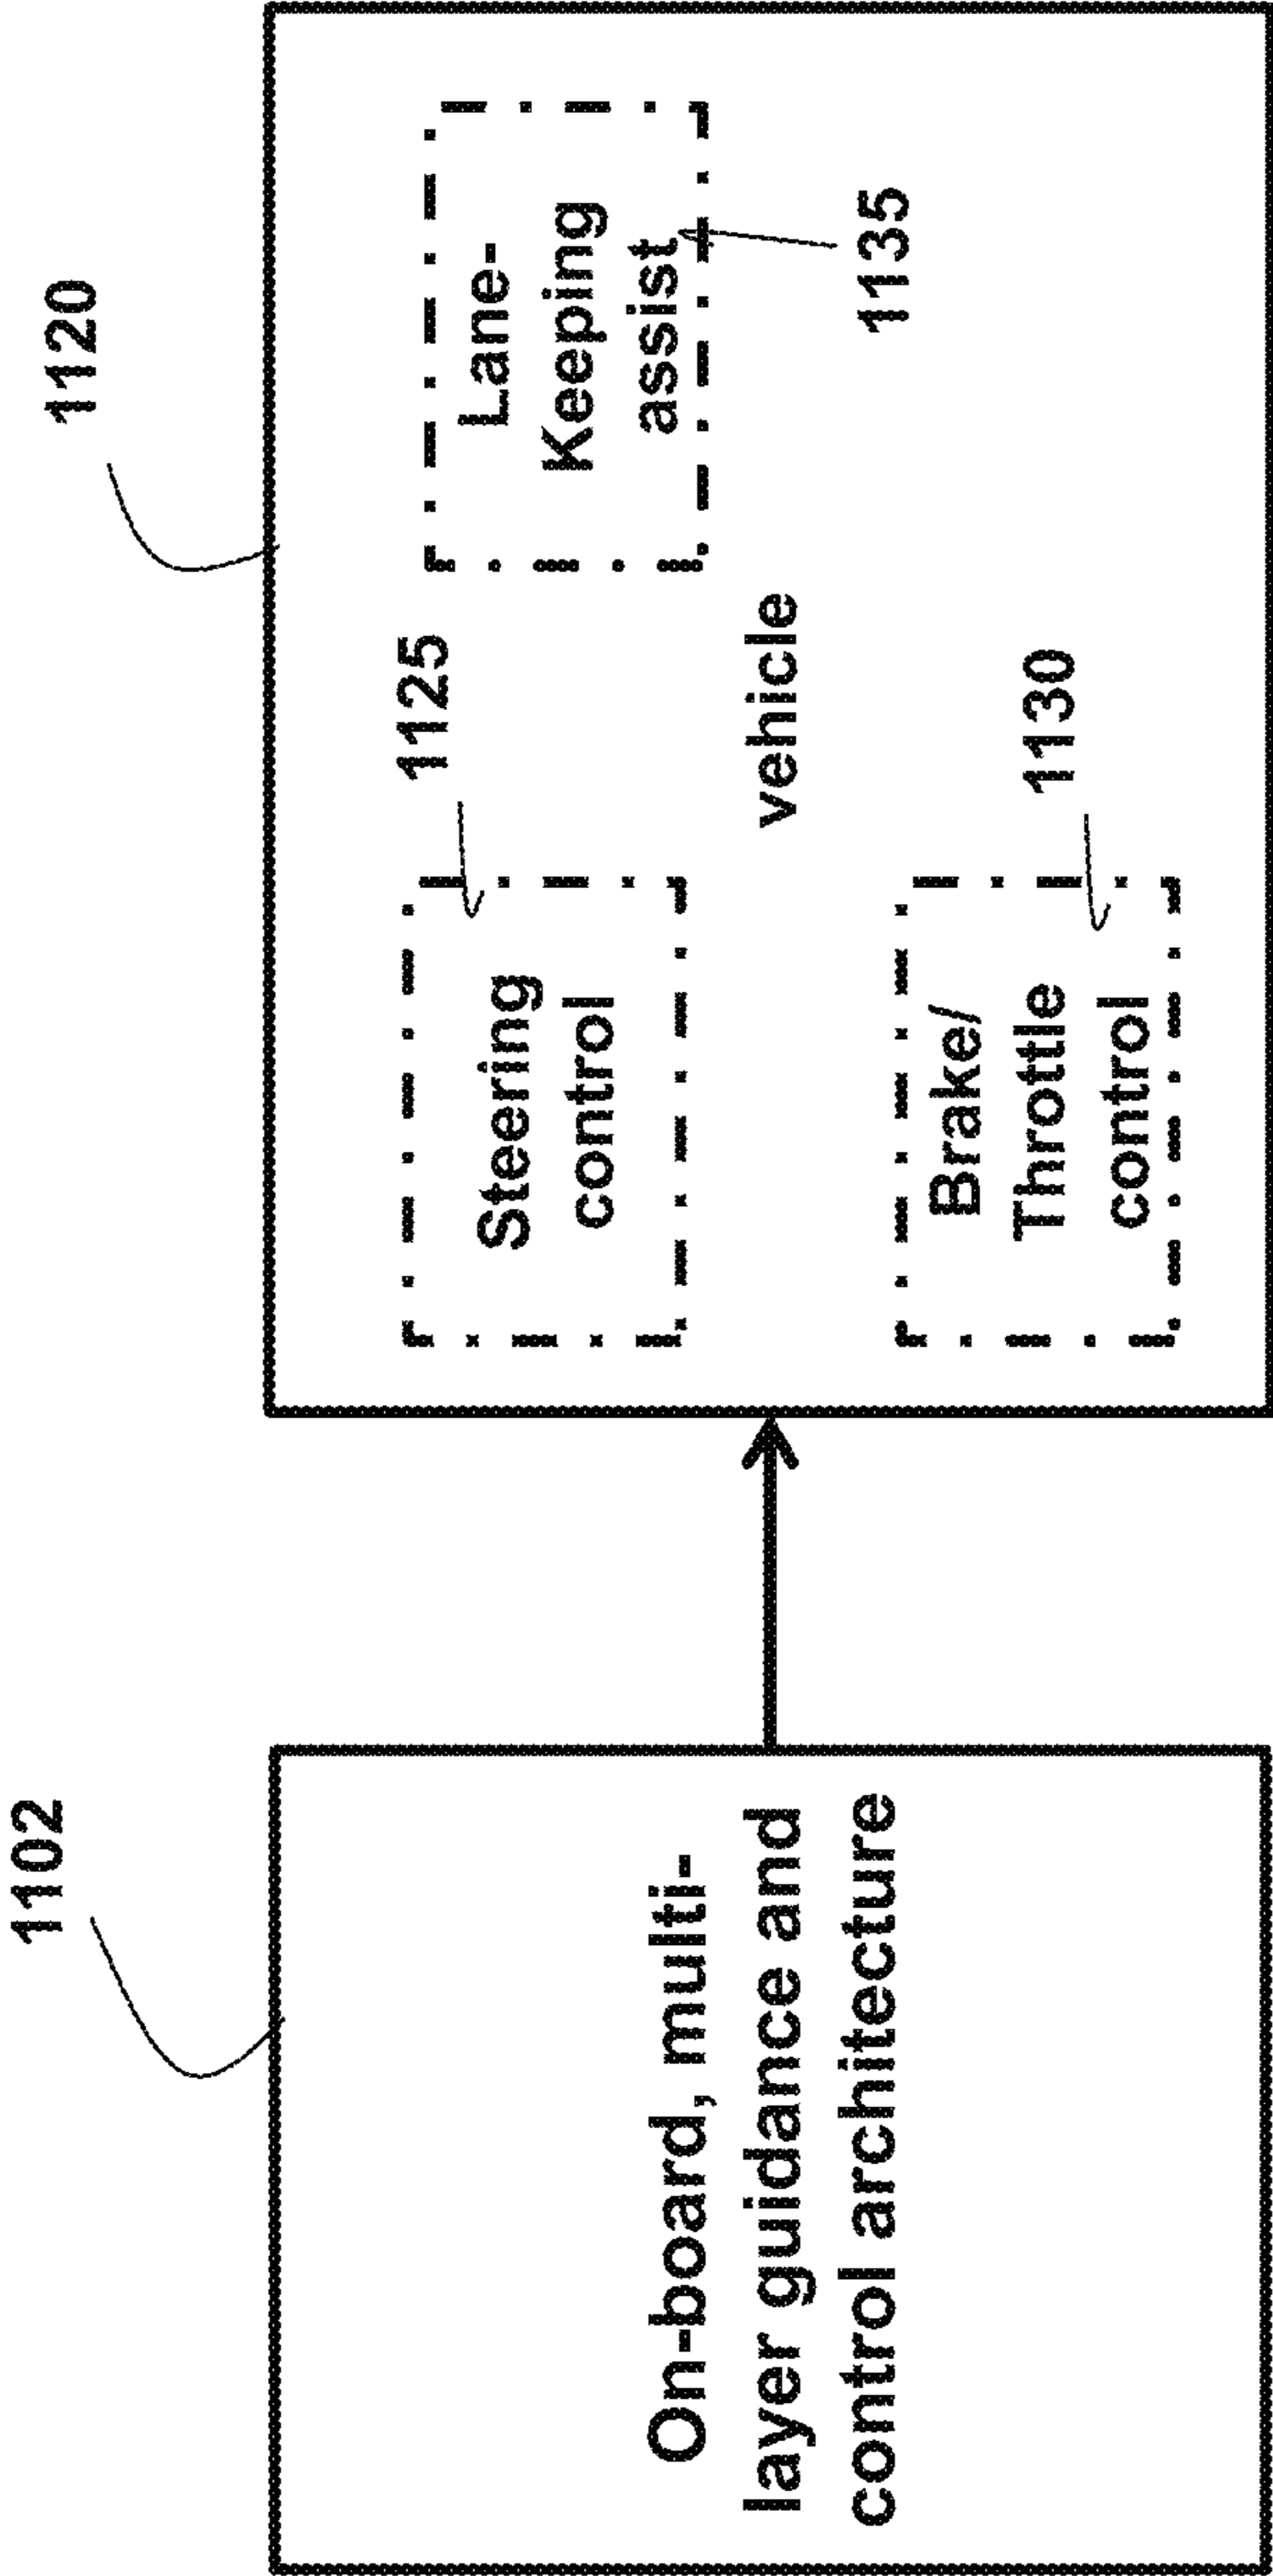 1102
On-board, multi-
layer guidance and
control architecture
1120
1125
Steering
control
Lane-
Keeping
assist
1135
vehicle
1130
Brake/
Throttle
control